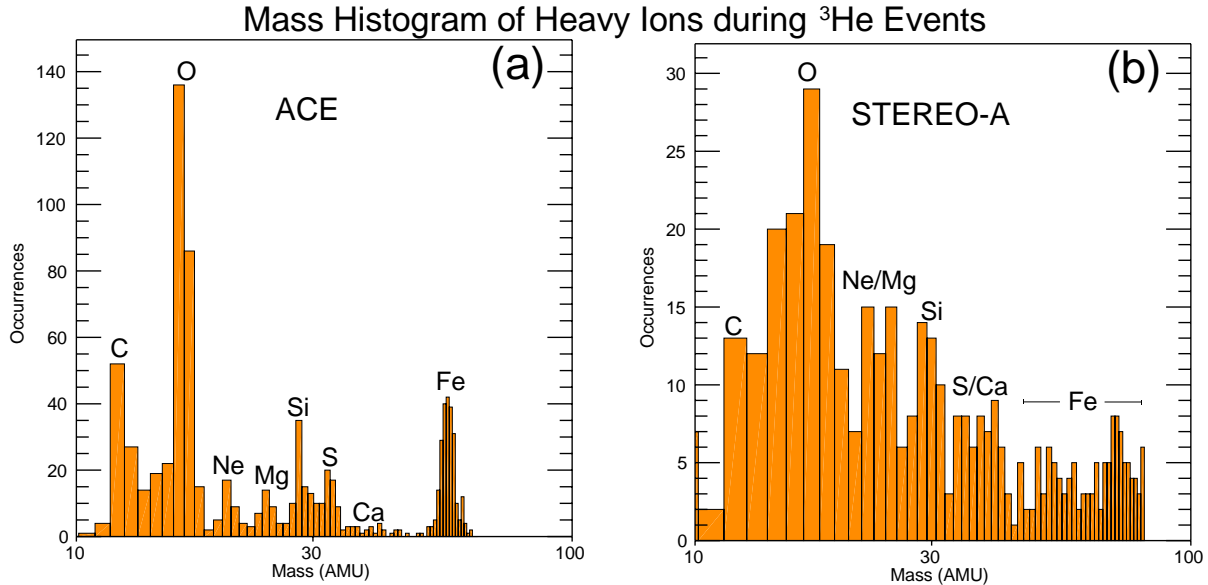 Mass Histogram of Heavy Ions during ³He Events
(a)
ACE
O
C
Ne
Mg
Si
S
Ca
Fe
140
120
100
80
60
40
20
0
Occurrences
10
30
100
Mass (AMU)
(b)
STEREO-A
O
C
Ne/Mg
Si
S/Ca
Fe
30
25
20
15
10
5
0
Occurrences
10
30
100
Mass (AMU)